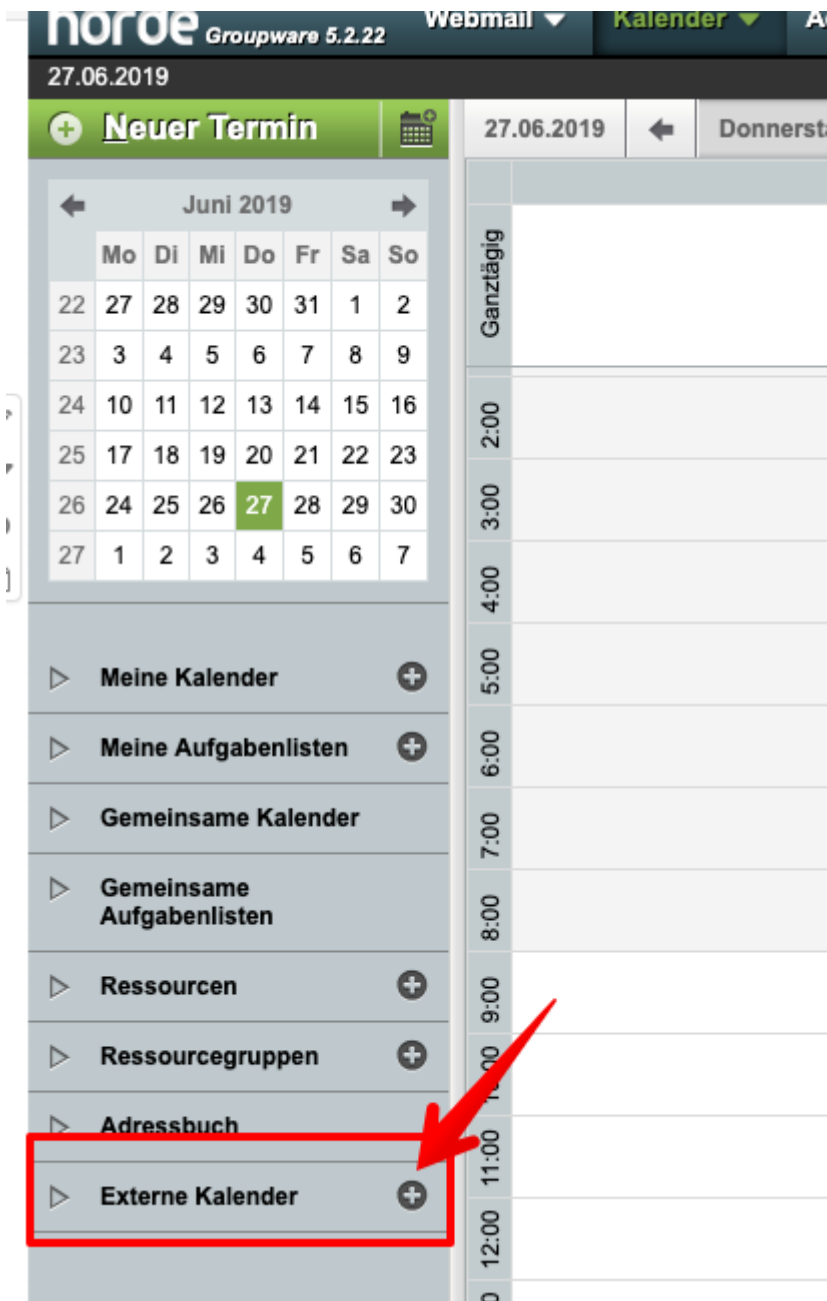 horde Groupware 5.2.22 Webmail Kalender
27.06.2019
Neuer Termin
27.06.2019
Juni 2019
Mo Di Mi Do Fr Sa So
22 27 28 29 30 31 1 2
23 3 4 5 6 7 8 9
24 10 11 12 13 14 15 16
25 17 18 19 20 21 22 23
26 24 25 26 27 28 29 30
27 1 2 3 4 5 6 7
Meine Kalender
Meine Aufgabenlisten
Gemeinsame Kalender
Gemeinsame
Aufgabenlisten
Ressourcen
Ressourcegruppen
Adressbuch
Externe Kalender
Ganztägig
2:00
3:00
4:00
5:00
6:00
7:00
8:00
9:00
11:00
12:00